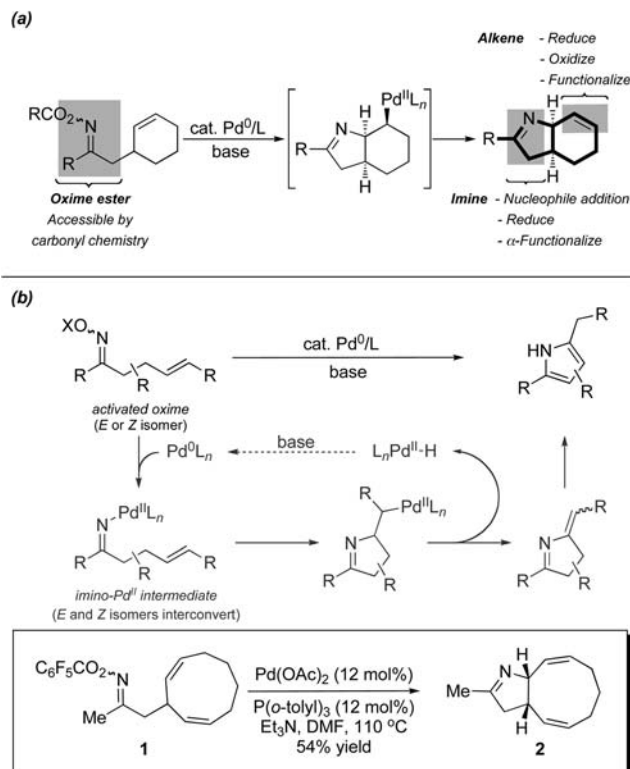 (a)
Alkene - Reduce
- Oxidize
- Functionalize
RCO2
N
R
cat. Pd0/L
base
PdIILn
H
N
R
H
H
N
R
H
Oxime ester
Accessible by
carbonyl chemistry
Imine - Nucleophile addition
- Reduce
- α-Functionalize
(b)
XO
N
R
R
R
cat. Pd0/L
base
R
HN
R
R
activated oxime
(E or Z isomer)
Pd0Ln
base
LnPdII-H
PdIILn
N
R
R
R
R
PdIILn
N
R
R
R
N
R
R
imino-PdII intermediate
(E and Z isomers interconvert)
C6F5CO2
N
Me
1
Pd(OAc)2 (12 mol%)
P(o-tolyl)3 (12 mol%)
Et3N, DMF, 110 °C
54% yield
H
N
Me
H
2